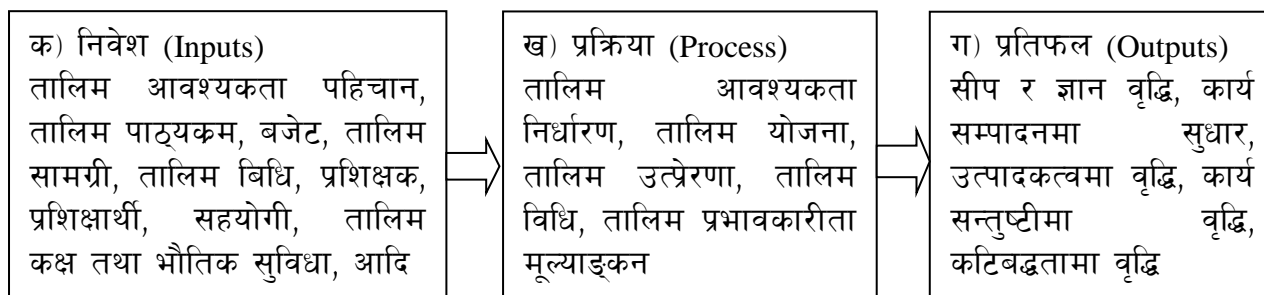 क) निवेश (Inputs)
तालिम आवश्यकता पहिचान,
तालिम पाठ्यक्रम, बजेट, तालिम
सामग्री, तालिम बिधि, प्रशिक्षक,
प्रशिक्षार्थी, सहयोगी, तालिम
कक्ष तथा भौतिक सुविधा, आदि
ख) प्रक्रिया (Process)
तालिम आवश्यकता
निर्धारण, तालिम योजना,
तालिम उत्प्रेरणा, तालिम
विधि, तालिम प्रभावकारीता
मूल्याङ्कन
ग) प्रतिफल (Outputs)
सीप र ज्ञान वृद्धि, कार्य
सम्पादनमा सुधार,
उत्पादकत्वमा वृद्धि, कार्य
सन्तुष्टीमा वृद्धि,
कटिबद्धतामा वृद्धि